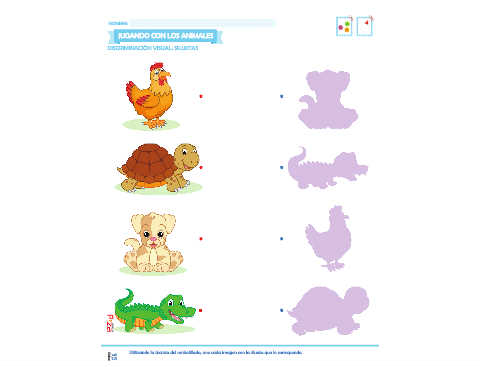 NOMBRE
4
JUGANDO CON LOS ANIMALES
DISCRIMINACIÓN VISUAL: SILUETAS
Utilizando la técnica del embolillado, une cada imagen con la silueta que le corresponde.